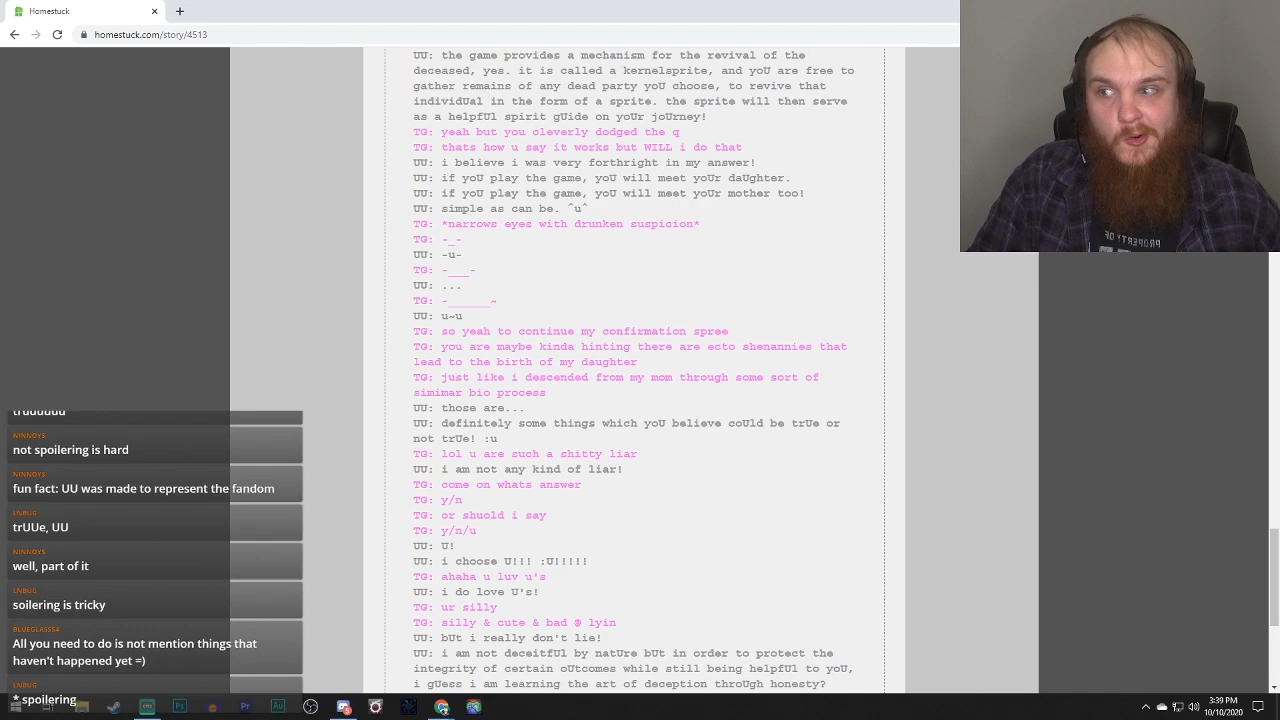 Homestuck
homestuck.com/story/4513
UU: the game provides a mechanism for the revival of the
deceased, yes. it is called a kernelsprite, and yoU are free to
gather remains of any dead party yoU choose, to revive that
individUal in the form of a sprite. the sprite will then serve
as a helpfUl spirit gUide on yoUr joUrney!
TG: yeah but you cleverly dodged the q
TG: thats how u say it works but WILL i do that
UU: i believe i was very forthright in my answer!
UU: if yoU play the game, yoU will meet yoUr daUghter.
UU: if yoU play the game, yoU will meet yoUr mother too!
UU: simple as can be. ^u^
TG: *narrows eyes with drunken suspicion*
TG: -_-
UU: -u-
TG: -___-
UU: ...
TG: -______~
UU: u~u
TG: so yeah to continue my confirmation spree
TG: you are maybe kinda hinting there are ecto shenannies that
lead to the birth of my daughter
TG: just like i descended from my mom through some sort of
simimar bio process
UU: those are...
UU: definitely some things which yoU believe coUld be trUe or
not trUe! :u
TG: lol u are such a shitty liar
UU: i am not any kind of liar!
TG: come on whats answer
TG: y/n
TG: or shuold i say
TG: y/n/u
UU: U!
UU: i choose U!!! :U!!!!!
TG: ahaha u luv u's
UU: i do love U's!
TG: ur silly
TG: silly & cute & bad @ lyin
UU: bUt i really don't lie!
UU: i am not deceitfUl by natUre bUt in order to protect the
integrity of certain oUtcomes while still being helpfUl to yoU,
i gUess i am learning the art of deception throUgh honesty?
NINNOYS
not spoilering is hard
NINNOYS
fun fact: UU was made to represent the fandom
LNBUG
trUUe, UU
NINNOYS
well, part of it
LNBUG
soilering is tricky
BLUEGLASS54
All you need to do is not mention things that
haven't happened yet =)
LNBUG
* spoilering
PROPERTY OF
3:39 PM
10/10/2020